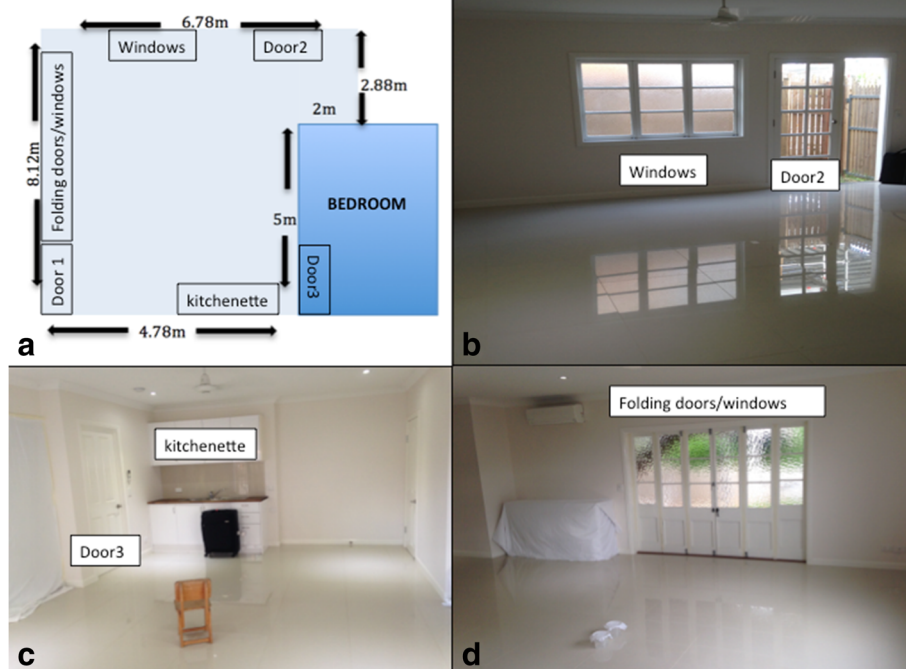 6.78m
Windows
Door2
2.88m
2m
Folding doors/windows
8.12m
BEDROOM
5m
Door 1
Door3
kitchenette
4.78m
a
Windows
Door2
b
kitchenette
Door3
c
Folding doors/windows
d